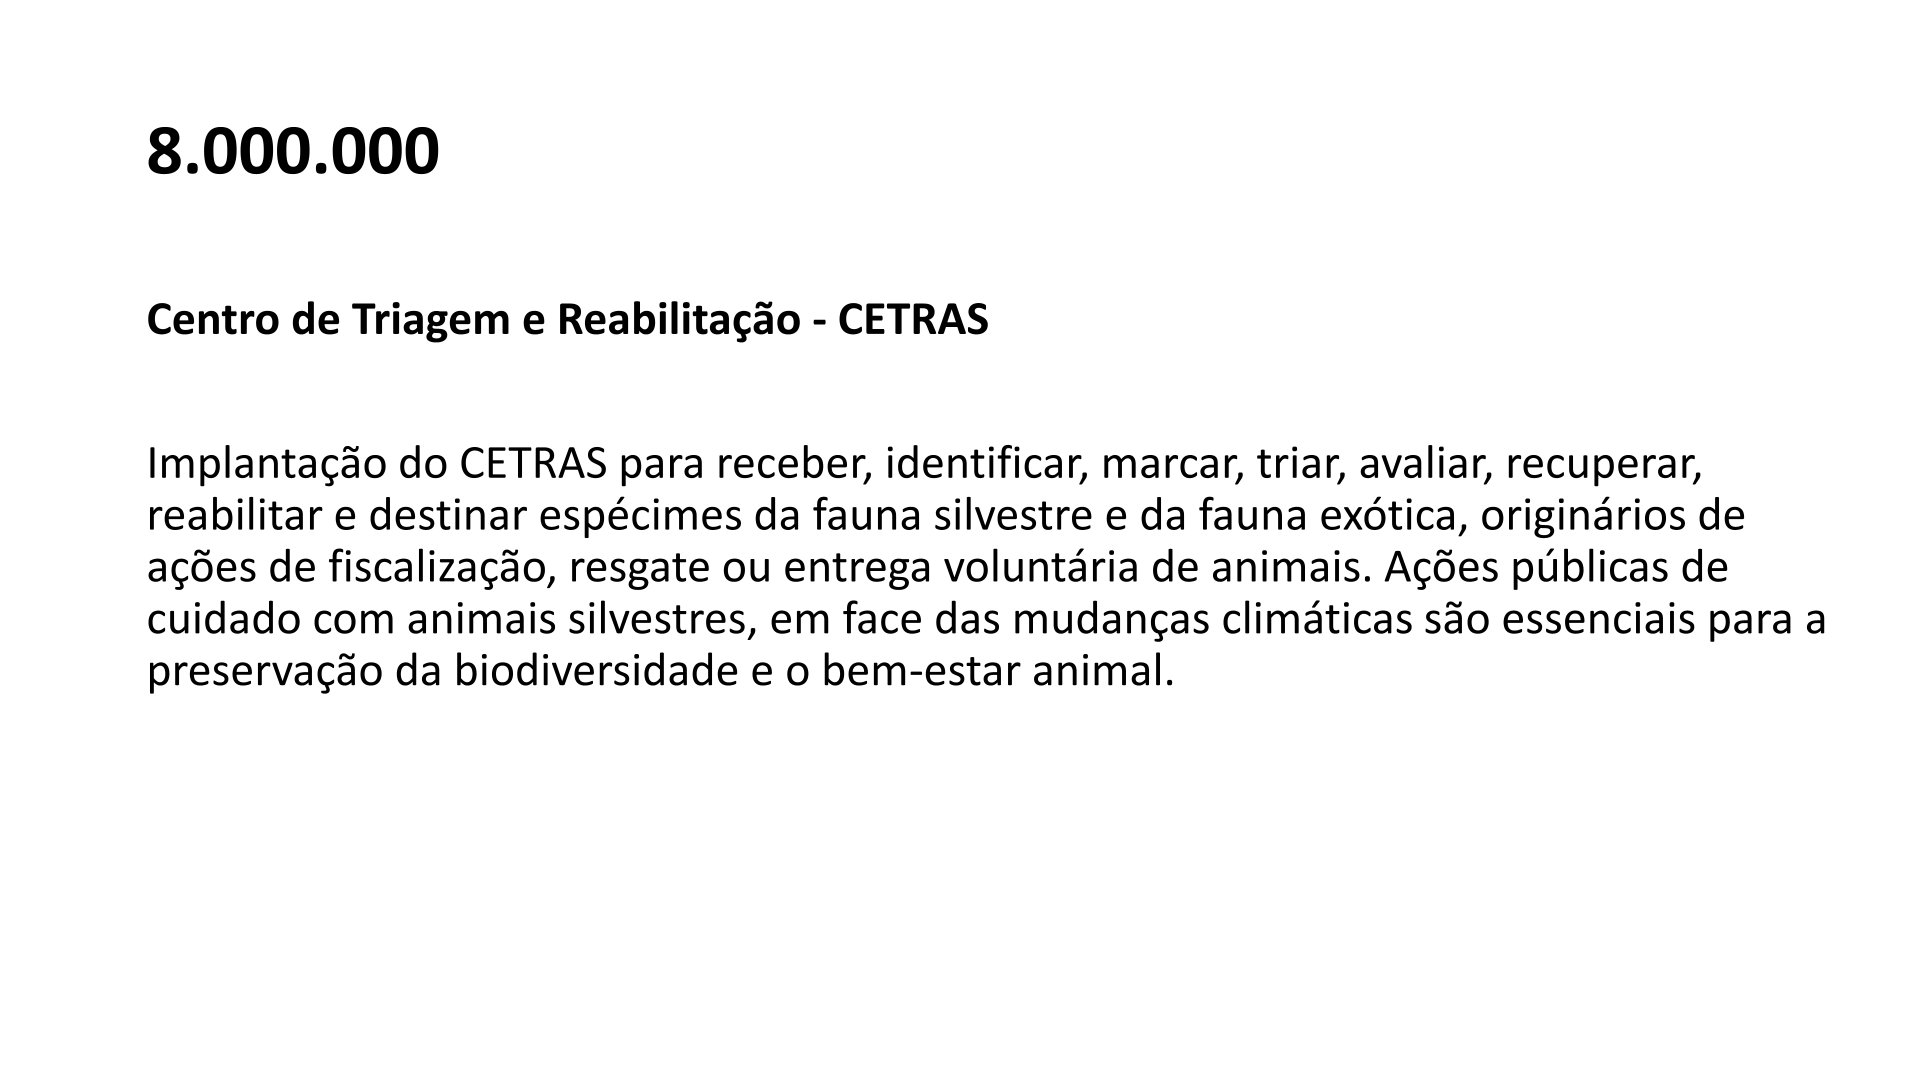 8.000.000
Centro de Triagem e Reabilitação - CETRAS
Implantação do CETRAS para receber, identificar, marcar, triar, avaliar, recuperar,
reabilitar e destinar espécimes da fauna silvestre e da fauna exótica, originários de
ações de fiscalização, resgate ou entrega voluntária de animais. Ações públicas de
cuidado com animais silvestres, em face das mudanças climáticas são essenciais para a
preservação da biodiversidade e o bem-estar animal.